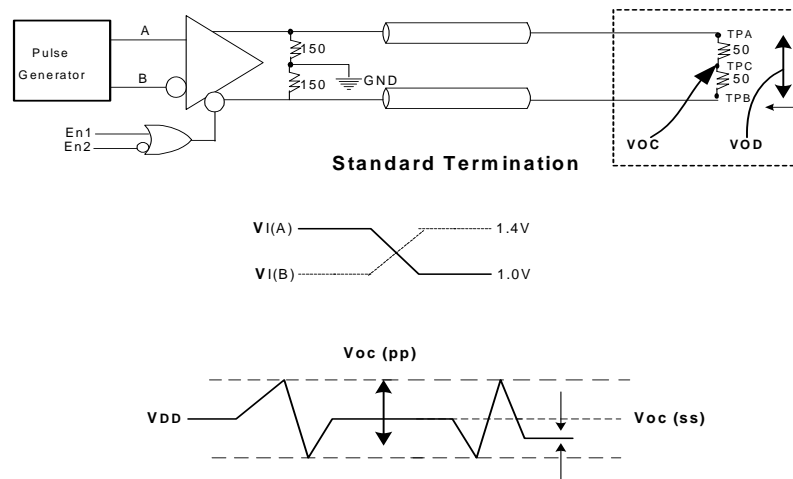 Pulse
Generator
A
B
En1
En2
150
150
GND
TPA
50
TPC
50
TPB
VOC
VOD
Standard Termination
VI(A)
1.4V
VI(B)
1.0V
Voc (pp)
VDD
Voc (ss)